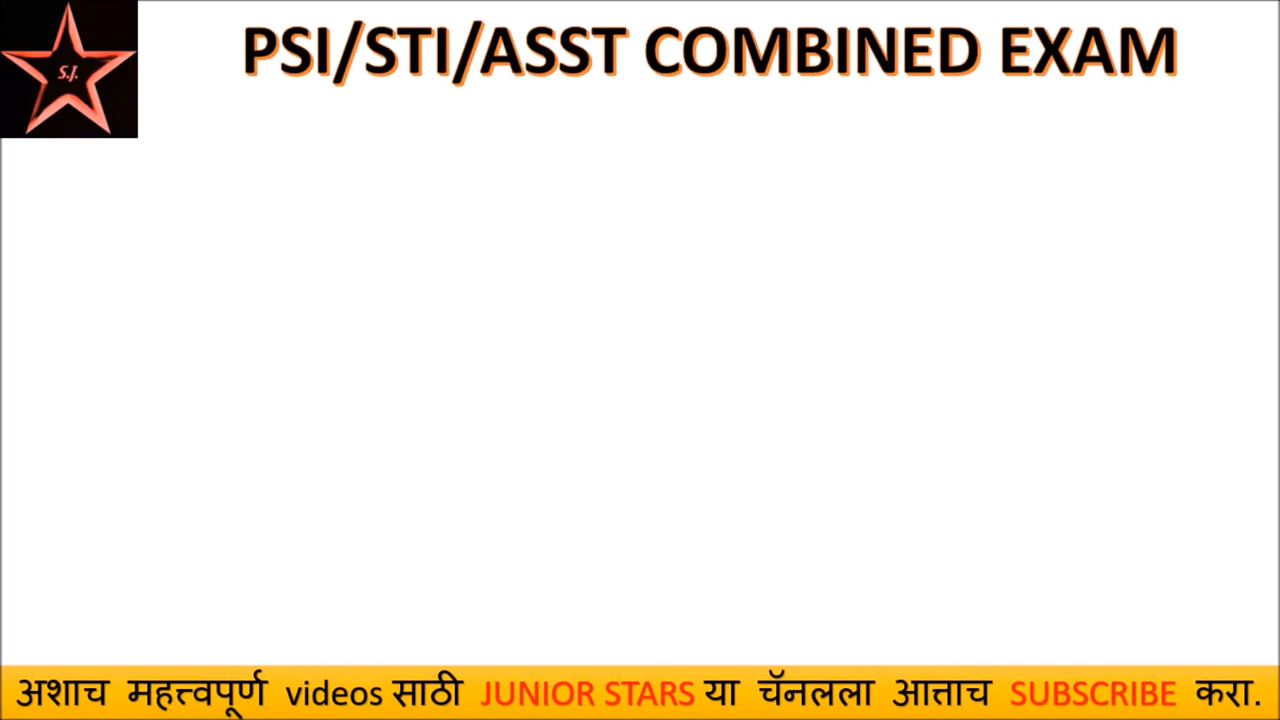 S.J.
PSI/STI/ASST COMBINED EXAM
अशाच महत्त्वपूर्ण videos साठी JUNIOR STARS या चॅनलला आत्ताच SUBSCRIBE करा.